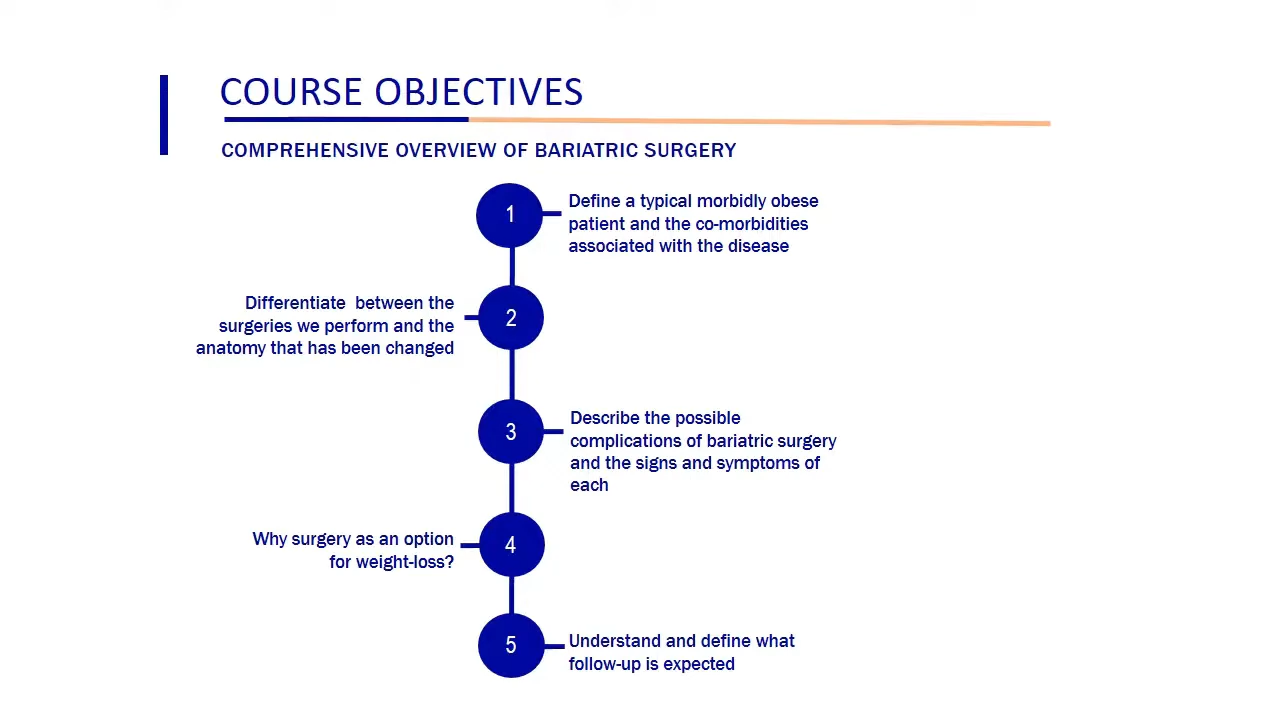 COURSE OBJECTIVES
COMPREHENSIVE OVERVIEW OF BARIATRIC SURGERY
1
Define a typical morbidly obese
patient and the co-morbidities
associated with the disease
2
Differentiate  between the
surgeries we perform and the
anatomy that has been changed
3
Describe the possible
complications of bariatric surgery
and the signs and symptoms of
each
4
Why surgery as an option
for weight-loss?
5
Understand and define what
follow-up is expected